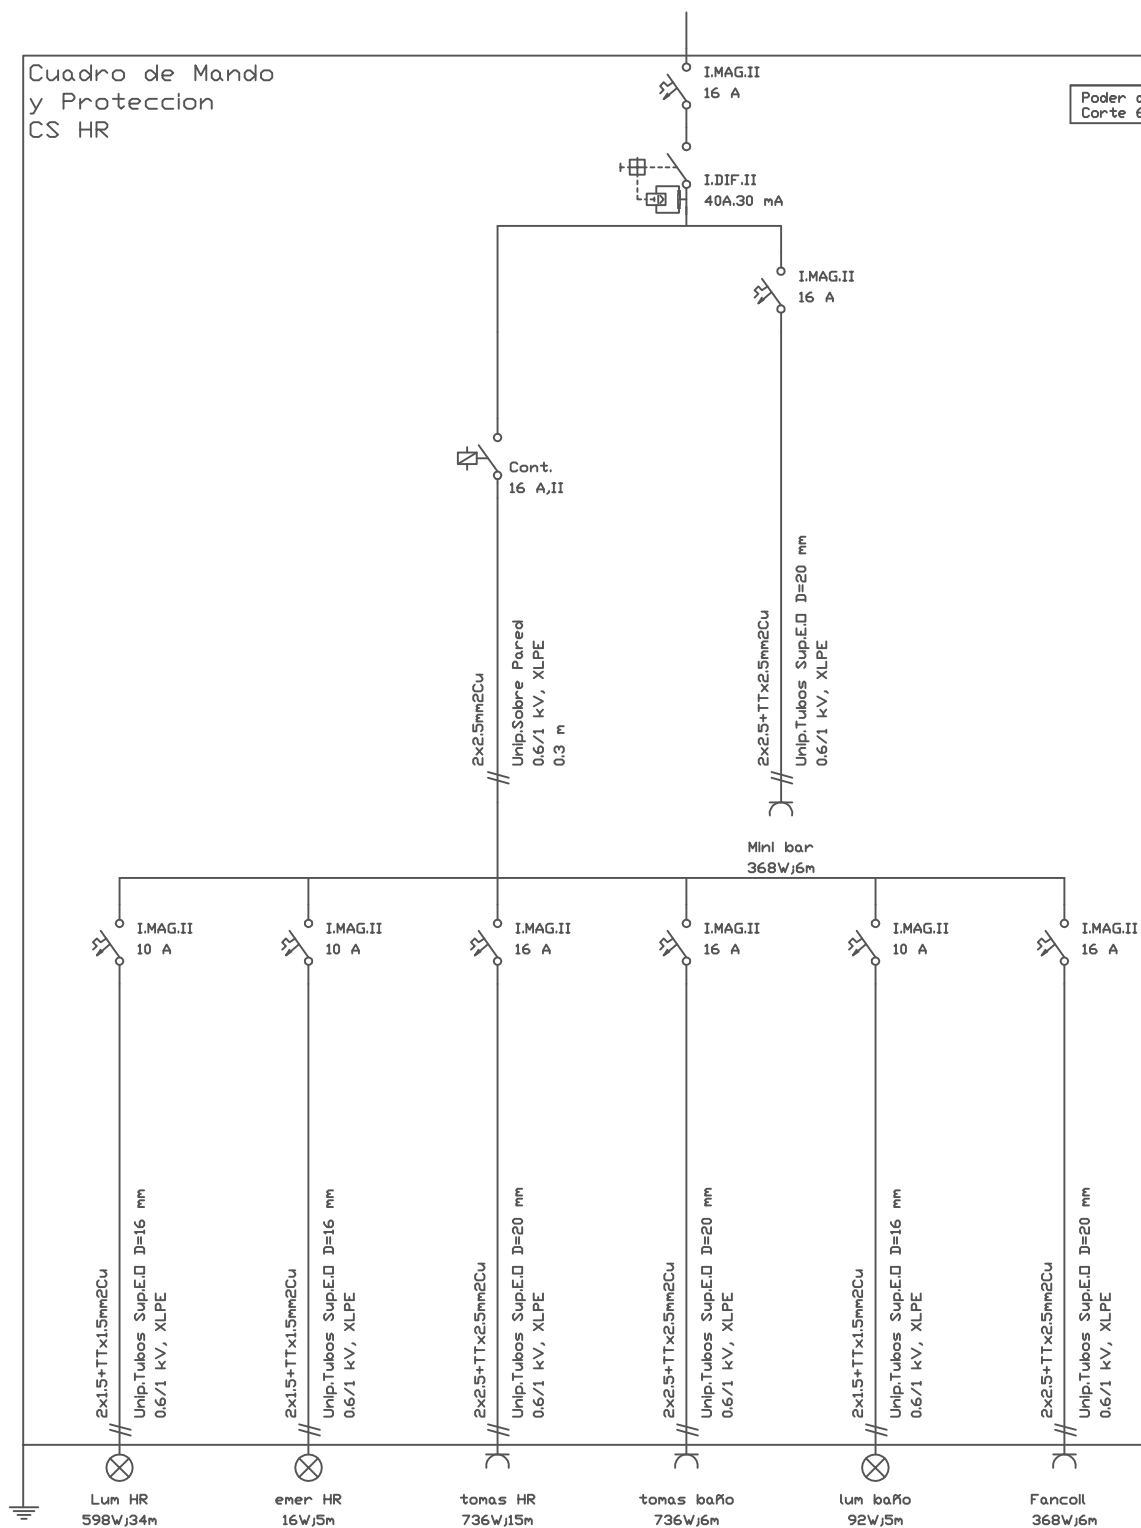 Cuadro de Mando
y Proteccion
CS HR
I.MAG.II
16 A
Poder
Corte
I.DIF.II
40A.30 mA
I.MAG.II
16 A
Cont.
16 A,II
2x2.5mm2Cu
Unip.Sobre Pared
0.6/1 kV, XLPE
0.3 m
2x2.5+TTx2.5mm2Cu
Unip.Tubos Sup.E.O D=20 mm
0.6/1 kV, XLPE
Mini bar
368W;6m
I.MAG.II
10 A
I.MAG.II
10 A
I.MAG.II
16 A
I.MAG.II
16 A
I.MAG.II
10 A
I.MAG.II
16 A
2x1.5+TTx1.5mm2Cu
Unip.Tubos Sup.E.O D=16 mm
0.6/1 kV, XLPE
2x1.5+TTx1.5mm2Cu
Unip.Tubos Sup.E.O D=16 mm
0.6/1 kV, XLPE
2x2.5+TTx2.5mm2Cu
Unip.Tubos Sup.E.O D=20 mm
0.6/1 kV, XLPE
2x2.5+TTx2.5mm2Cu
Unip.Tubos Sup.E.O D=20 mm
0.6/1 kV, XLPE
2x1.5+TTx1.5mm2Cu
Unip.Tubos Sup.E.O D=16 mm
0.6/1 kV, XLPE
2x2.5+TTx2.5mm2Cu
Unip.Tubos Sup.E.O D=20 mm
0.6/1 kV, XLPE
Lum HR
598W;34m
emer HR
16W;5m
tomas HR
736W;15m
tomas baño
736W;6m
lum baño
92W;5m
Fancoil
368W;6m